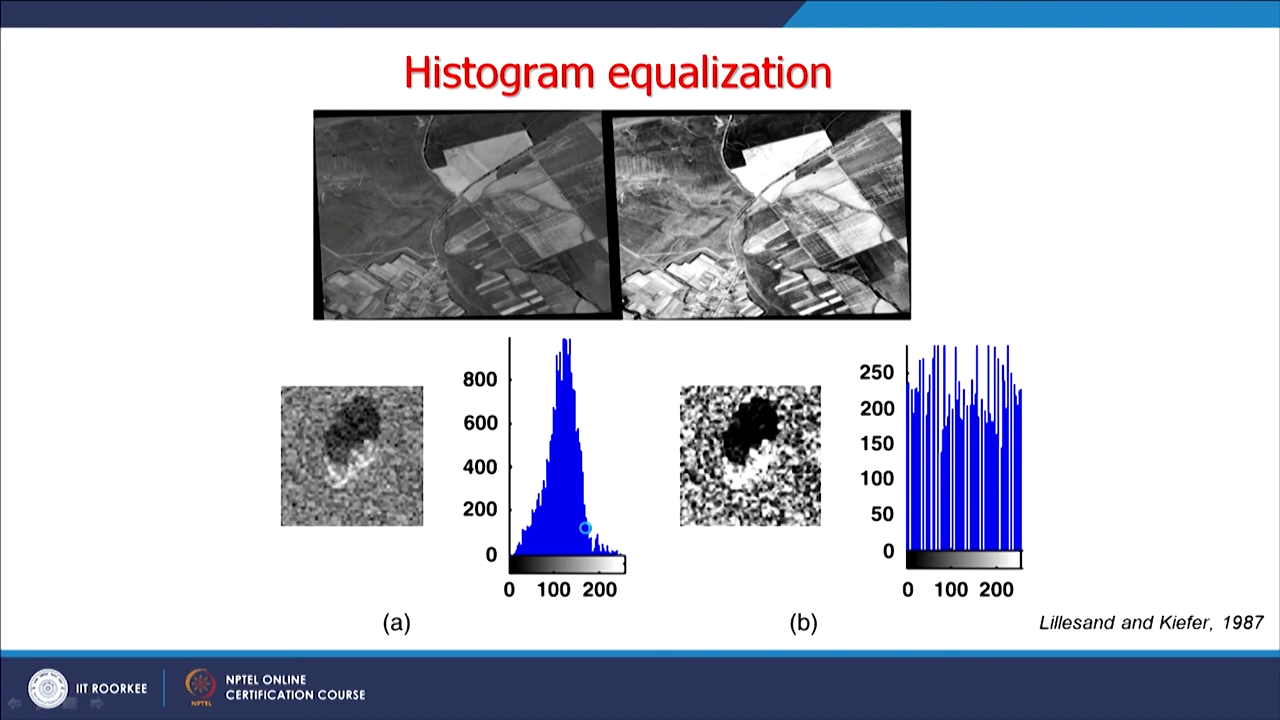 Histogram equalization
800
600
400
200
0
0 100 200
250
200
150
100
50
0
0 100 200
(a)
(b)
Lillesand and Kiefer, 1987
IIT ROORKEE
NPTEL
NPTEL ONLINE
CERTIFICATION COURSE